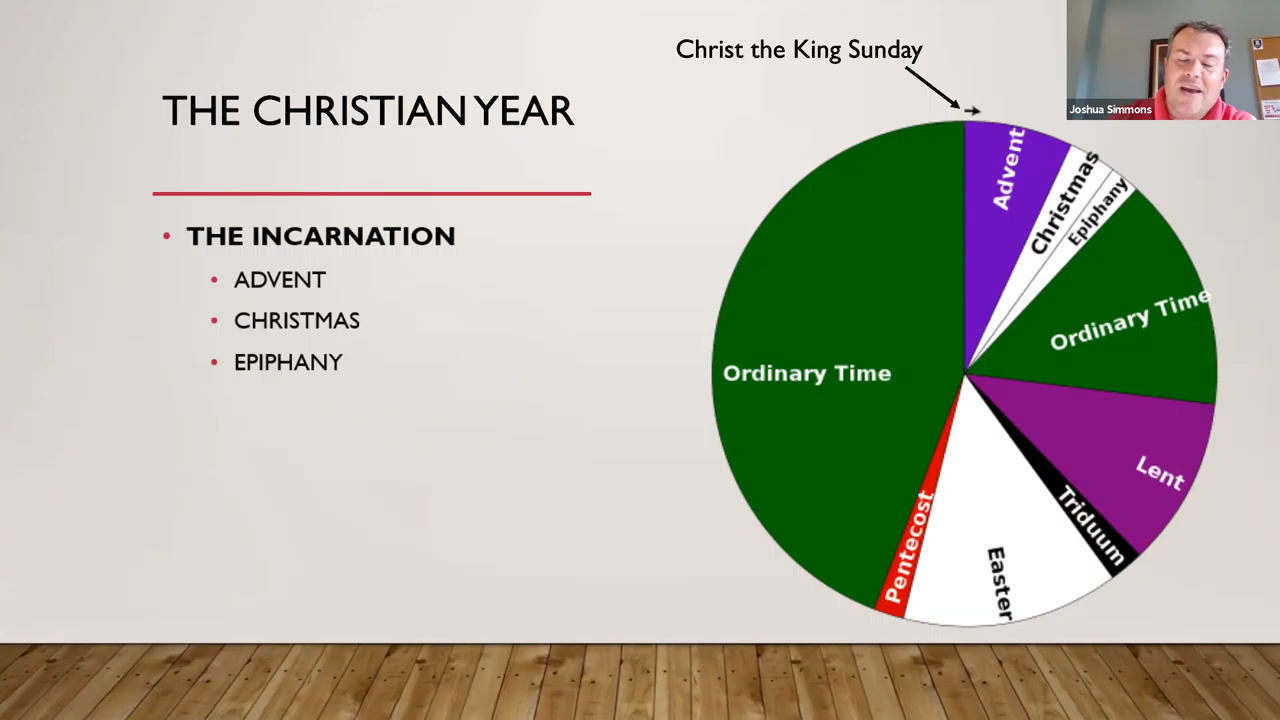 Christ the King Sunday
Joshua Simmons
THE CHRISTIAN YEAR
• THE INCARNATION
• ADVENT
• CHRISTMAS
• EPIPHANY
Advent
Christmas
Epiphany
Ordinary Time
Lent
Triduum
Easter
Pentecost
Ordinary Time